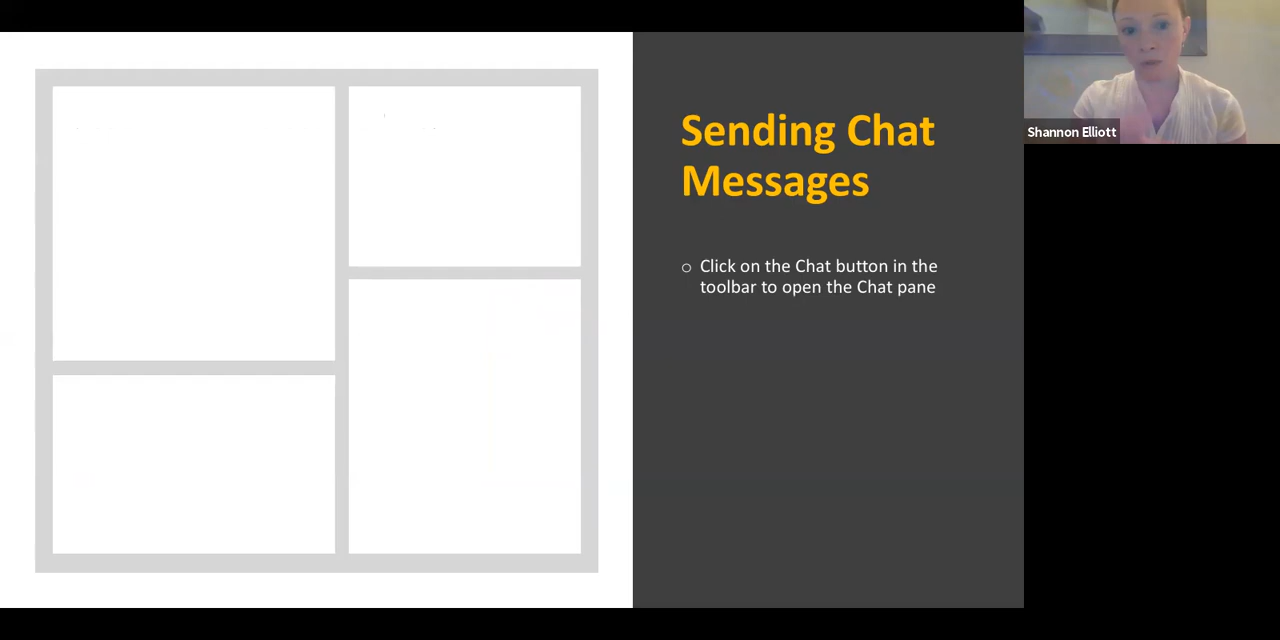 Sending Chat
Messages
o Click on the Chat button in the
toolbar to open the Chat pane
Shannon Elliott